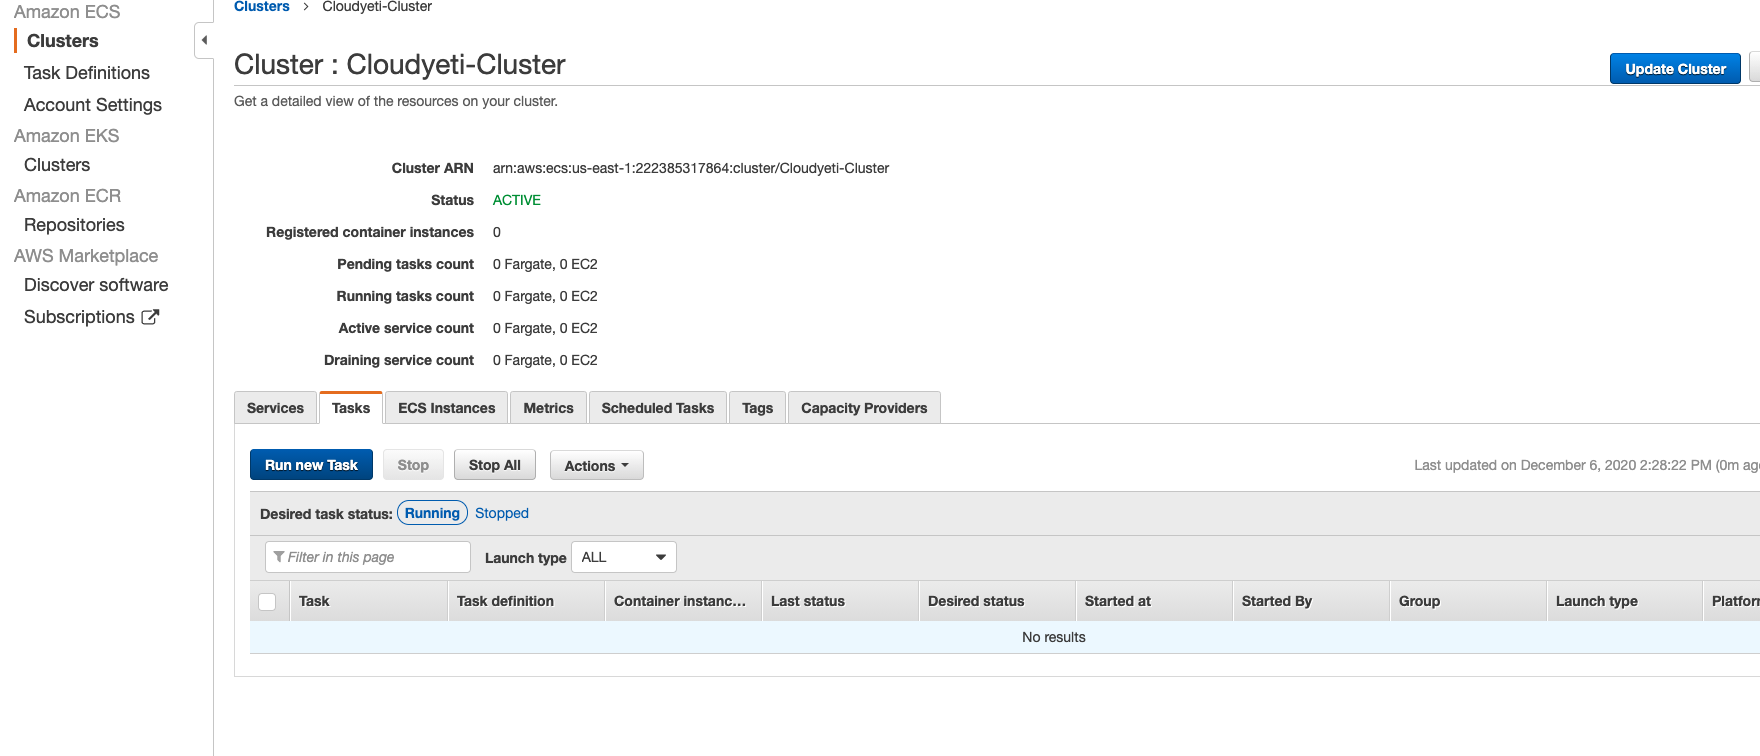 Amazon ECS
Clusters
Task Definitions
Account Settings
Amazon EKS
Clusters
Amazon ECR
Repositories
AWS Marketplace
Discover software
Subscriptions
Clusters > Cloudyeti-Cluster
Cluster : Cloudyeti-Cluster
Update Cluster
Get a detailed view of the resources on your cluster.
Cluster ARN arn:aws:ecs:us-east-1:222385317864:cluster/Cloudyeti-Cluster
Status ACTIVE
Registered container instances 0
Pending tasks count 0 Fargate, 0 EC2
Running tasks count 0 Fargate, 0 EC2
Active service count 0 Fargate, 0 EC2
Draining service count 0 Fargate, 0 EC2
Services Tasks ECS Instances Metrics Scheduled Tasks Tags Capacity Providers
Run new Task Stop Stop All Actions Last updated on December 6, 2020 2:28:22 PM (0m ag
Desired task status: Running Stopped
Filter in this page Launch type ALL
Task Task definition Container instanc... Last status Desired status Started at Started By Group Launch type Platfor
No results